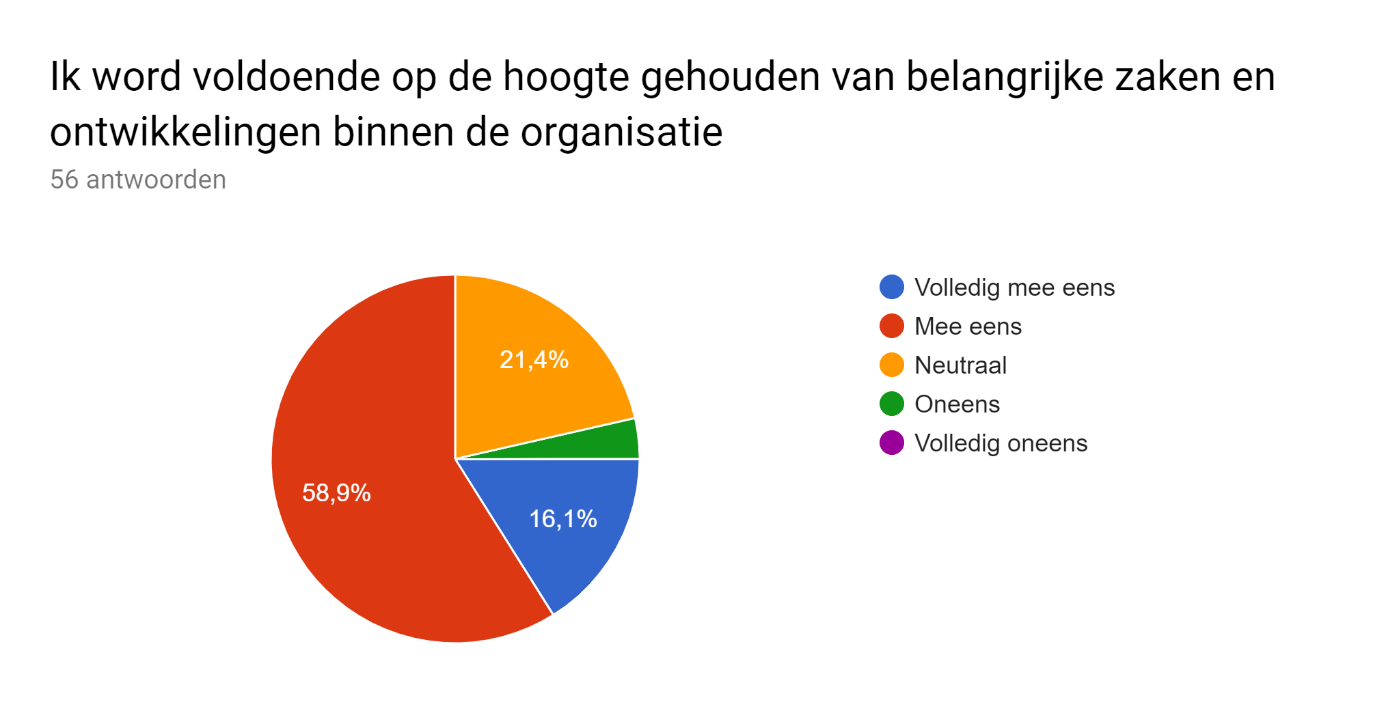 Ik word voldoende op de hoogte gehouden van belangrijke zaken en
ontwikkelingen binnen de organisatie
56 antwoorden
21,4%
58,9%
16,1%
Volledig mee eens
Mee eens
Neutraal
Oneens
Volledig oneens